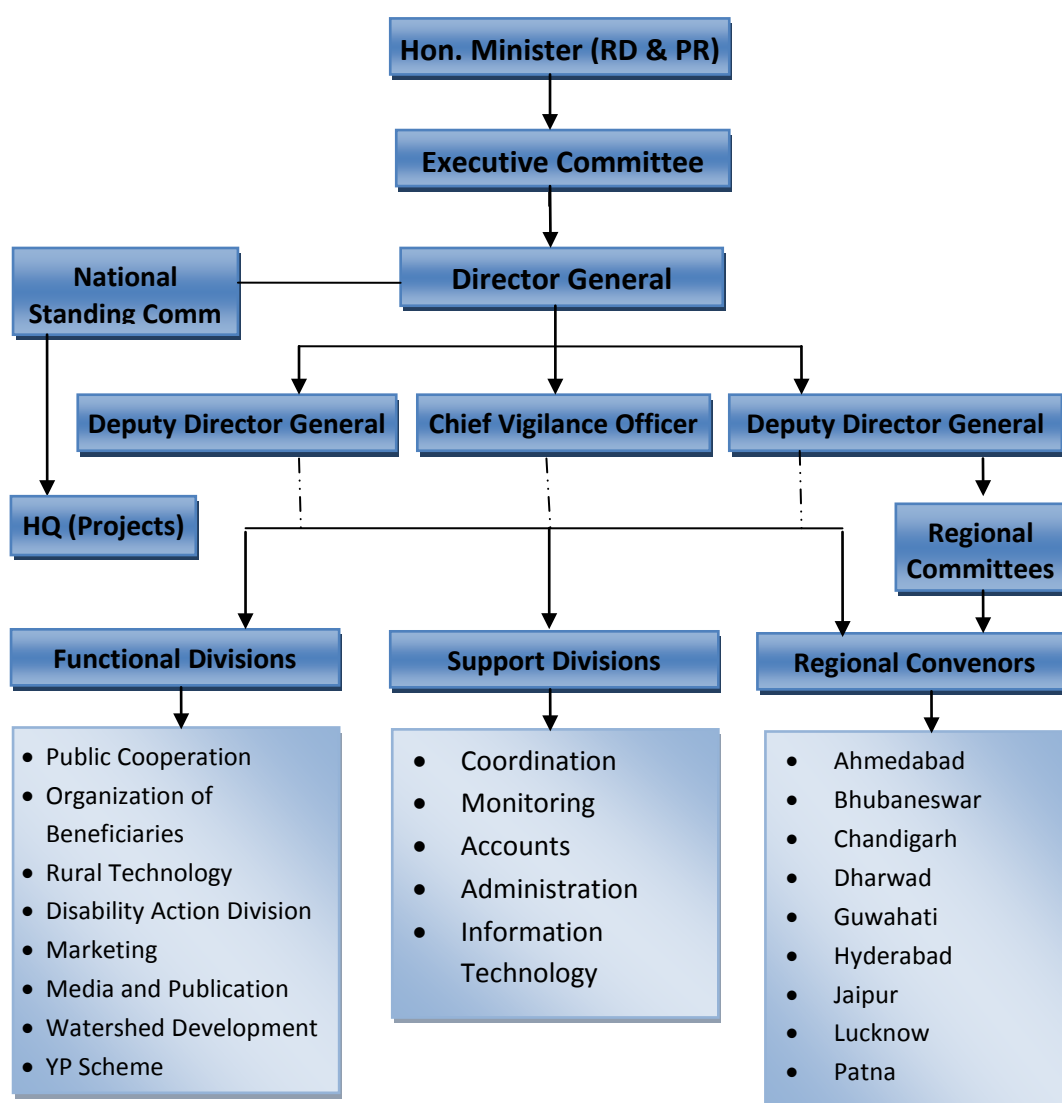 Hon. Minister (RD & PR)
Executive Committee
National
Standing Comm
Director General
Deputy Director General
Chief Vigilance Officer
Deputy Director General
HQ (Projects)
Regional
Committees
Functional Divisions
Support Divisions
Regional Convenors
• Public Cooperation
• Organization of
Beneficiaries
• Rural Technology
• Disability Action Division
• Marketing
• Media and Publication
• Watershed Development
• YP Scheme
• Coordination
• Monitoring
• Accounts
• Administration
• Information
Technology
• Ahmedabad
• Bhubaneswar
• Chandigarh
• Dharwad
• Guwahati
• Hyderabad
• Jaipur
• Lucknow
• Patna